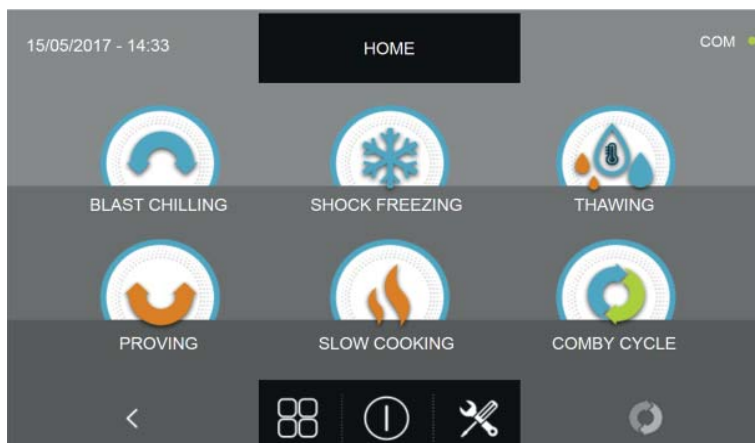 15/05/2017 - 14:33
HOME
COM
BLAST CHILLING
SHOCK FREEZING
THAWING
PROVING
SLOW COOKING
COMBY CYCLE